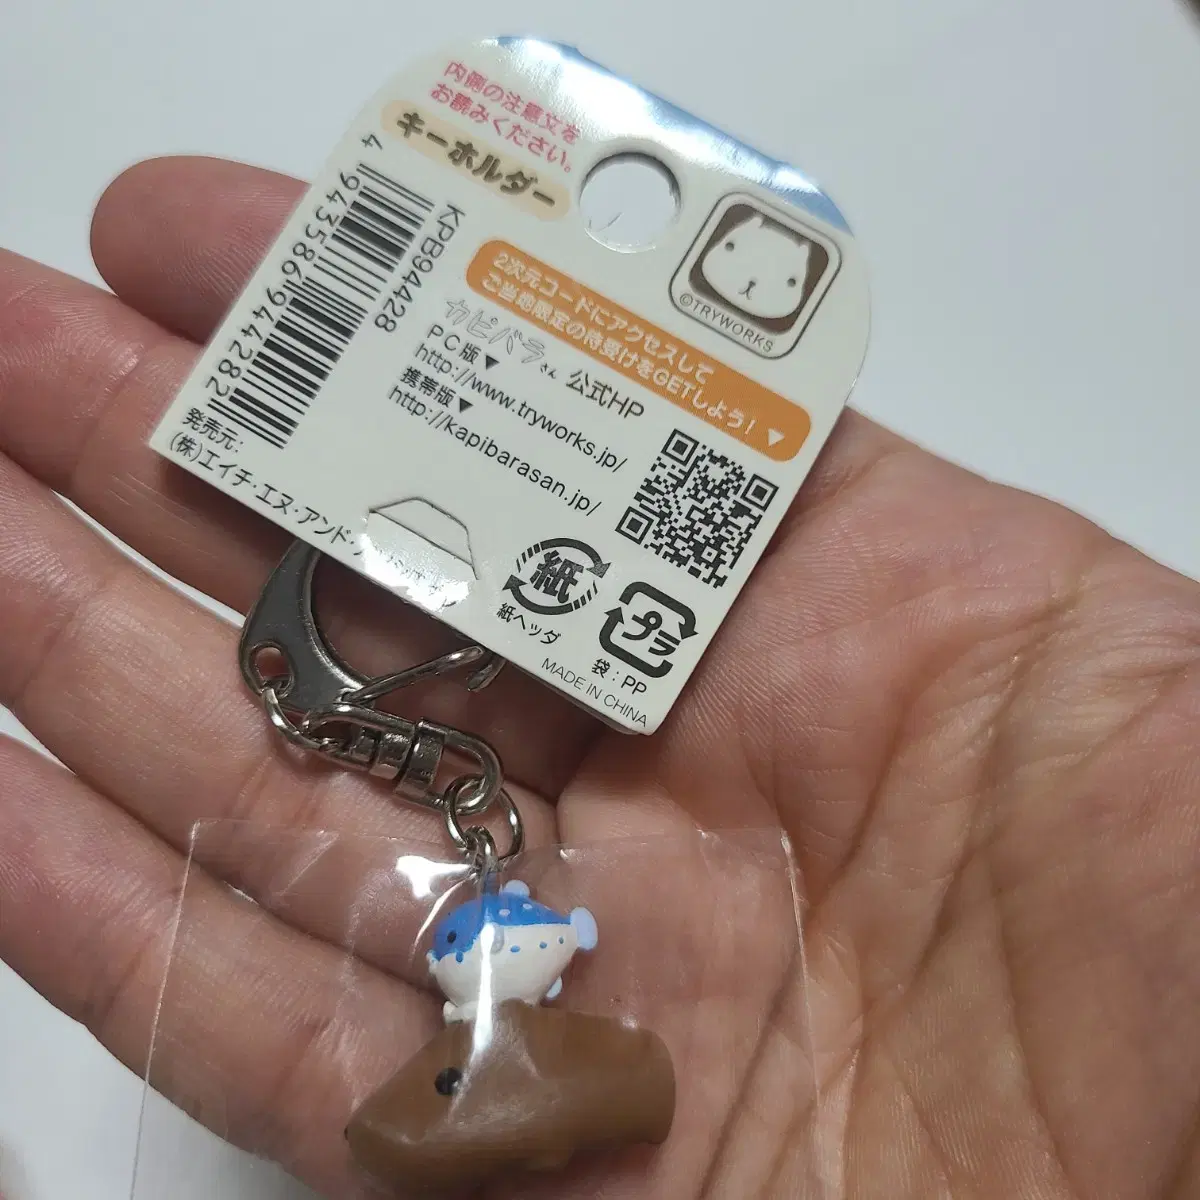 内側の注意文を
お読みください。
キーホルダー
©TRYWORKS
4 943586 944282
KPB94428
2次元コードにアクセスして
ご当地限定の待受けをGETしよう！▼
カピバラさん 公式HP
PC版▼
http://www.tryworks.jp/
携帯版▼
http://kapibarasan.jp/
発売元:
(株)エイチ・エヌ・アンド・
紙
紙ヘッダ
プラ
袋：PP
MADE IN CHINA